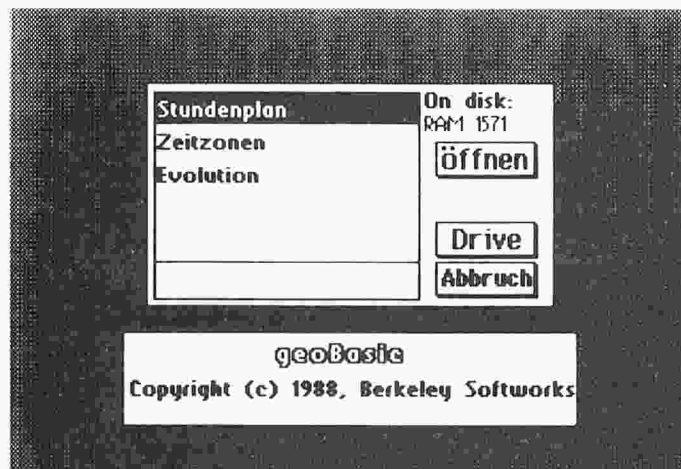 Stundenplan
Zeitzonen
Evolution
On disk:
RAM 1571
Öffnen
Drive
Abbruch
geoBasic
Copyright (c) 1988, Berkeley Softworks